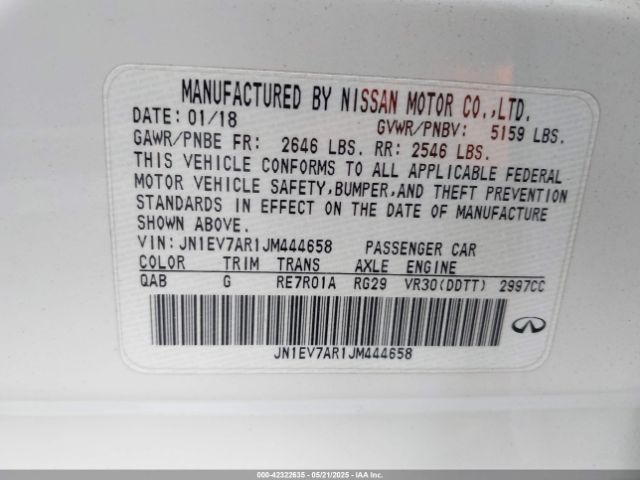 MANUFACTURED BY NISSAN MOTOR CO.,LTD.
DATE: 01/18 GVWR/PNBV: 5159 LBS.
GAWR/PNBE FR: 2646 LBS. RR: 2546 LBS.
THIS VEHICLE CONFORMS TO ALL APPLICABLE FEDERAL
MOTOR VEHICLE SAFETY,BUMPER,AND THEFT PREVENTION
STANDARDS IN EFFECT ON THE DATE OF MANUFACTURE
SHOWN ABOVE.
VIN: JN1EV7AR1JM444658 PASSENGER CAR
COLOR TRIM TRANS AXLE ENGINE
QAB G RE7R01A RG29 VR30(DDTT) 2997CC
JN1EV7AR1JM444658
INFINITI
000-42322635 - 05/21/2025 - IAA Inc.